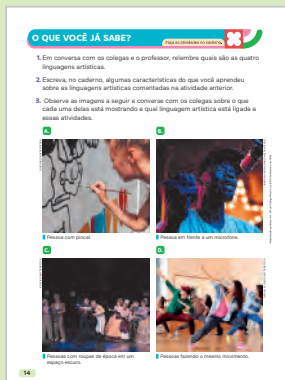 O QUE VOCÊ JÁ SABE?
Faça as atividades no caderno.
1. Em conversa com os colegas e o professor, relembre quais são as quatro
linguagens artísticas.
2. Escreva, no caderno, algumas características do que você aprendeu
sobre as linguagens artísticas comentadas na atividade anterior.
3. Observe as imagens a seguir e converse com os colegas sobre o que
cada uma delas está mostrando e qual linguagem artística está ligada a
essas atividades.
A.
B.
Pessoa com pincel.
Pessoa em frente a um microfone.
C.
D.
Pessoas com roupas de época em um
espaço escuro.
Pessoas fazendo o mesmo movimento.
14